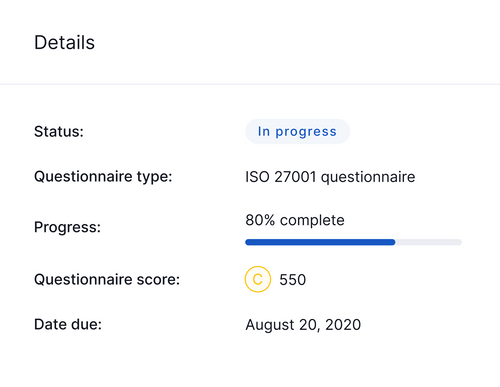 Details
Status: In progress
Questionnaire type: ISO 27001 questionnaire
Progress: 80% complete
Questionnaire score: C 550
Date due: August 20, 2020